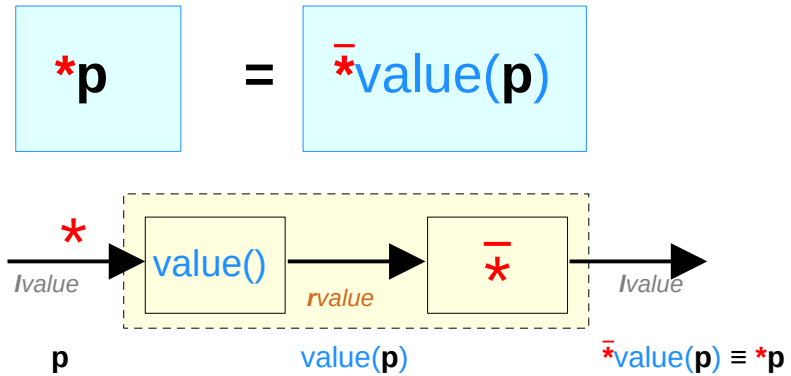 *p = *̅value(p)
*
value() *̅
lvalue rvalue lvalue
p value(p) *̅value(p) ≡ *p